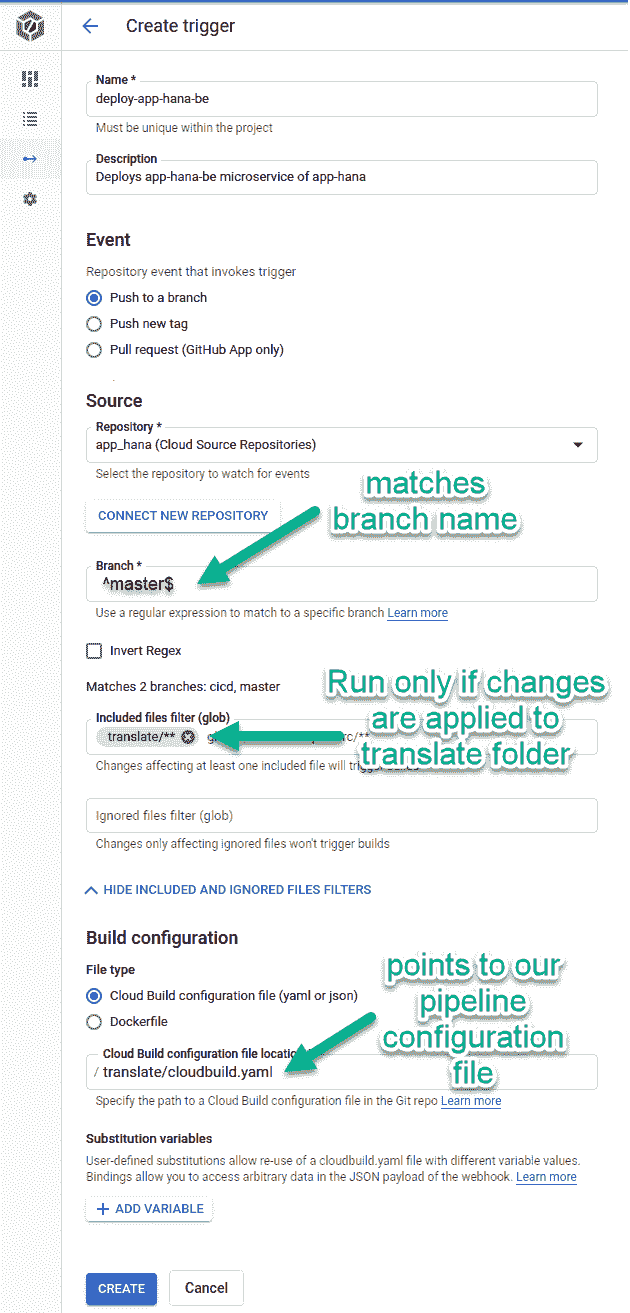 Create trigger
Name *
deploy-app-hana-be
Must be unique within the project
Description
Deploys app-hana-be microservice of app-hana
Event
Repository event that invokes trigger
Push to a branch
Push new tag
Pull request (GitHub App only)
Source
Repository *
app_hana (Cloud Source Repositories)
Select the repository to watch for events
matches
branch name
CONNECT NEW REPOSITORY
Branch *
^master$
Use a regular expression to match to a specific branch Learn more
Invert Regex
Matches 2 branches: cicd, master
Run only if changes
are applied to
translate folder
Included files filter (glob)
translate/**
Changes affecting at least one included file will trigger builds
Ignored files filter (glob)
Changes only affecting ignored files won't trigger builds
HIDE INCLUDED AND IGNORED FILES FILTERS
Build configuration
File type
Cloud Build configuration file (yaml or json)
Dockerfile
points to our
pipeline
configuration
file
Cloud Build configuration file location
/ translate/cloudbuild.yaml
Specify the path to a Cloud Build configuration file in the Git repo Learn more
Substitution variables
User-defined substitutions allow re-use of a cloudbuild.yaml file with different variable values.
Bindings allow you to access arbitrary data in the JSON payload of the webhook. Learn more
+ ADD VARIABLE
CREATE
Cancel